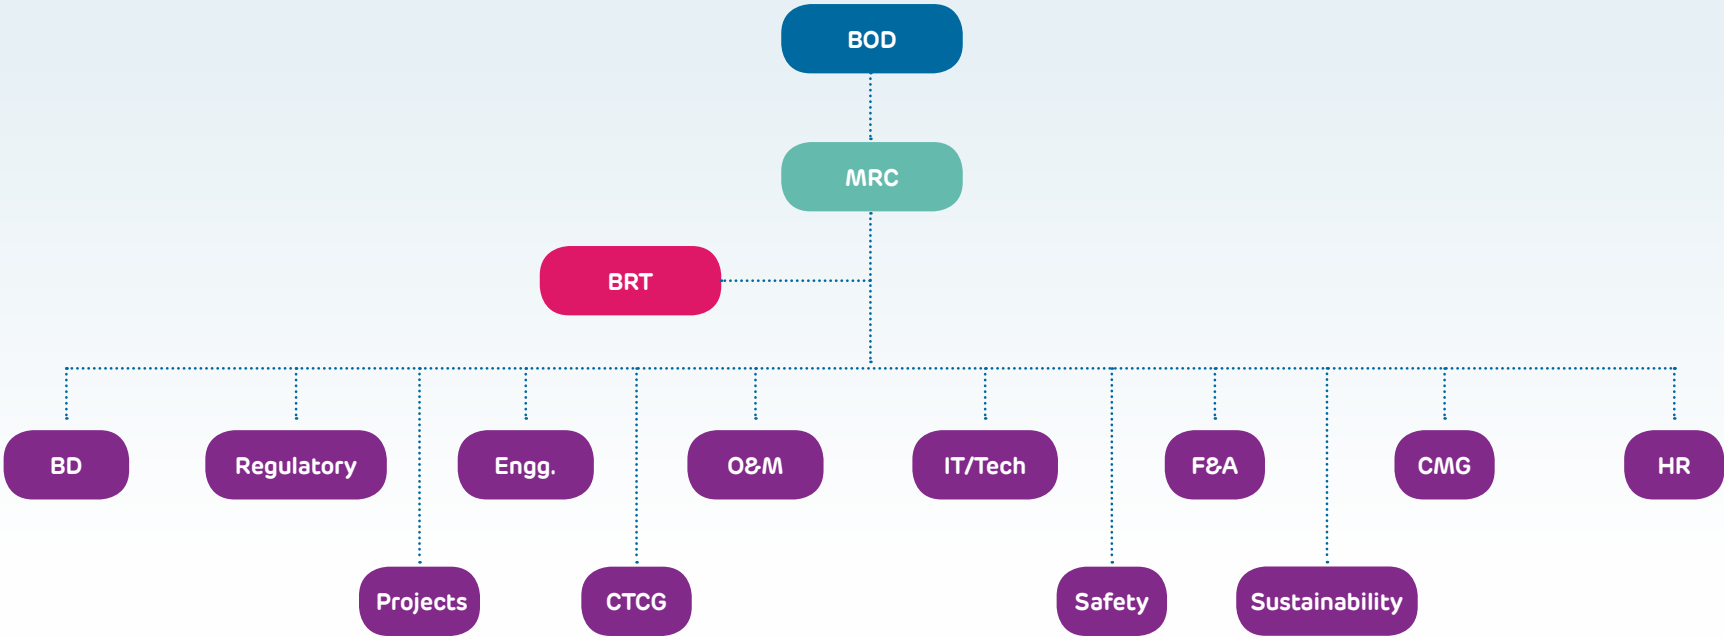 BOD
MRC
BRT
BD
Regulatory
Engg.
O&M
IT/Tech
F&A
CMG
HR
Projects
CTCG
Safety
Sustainability